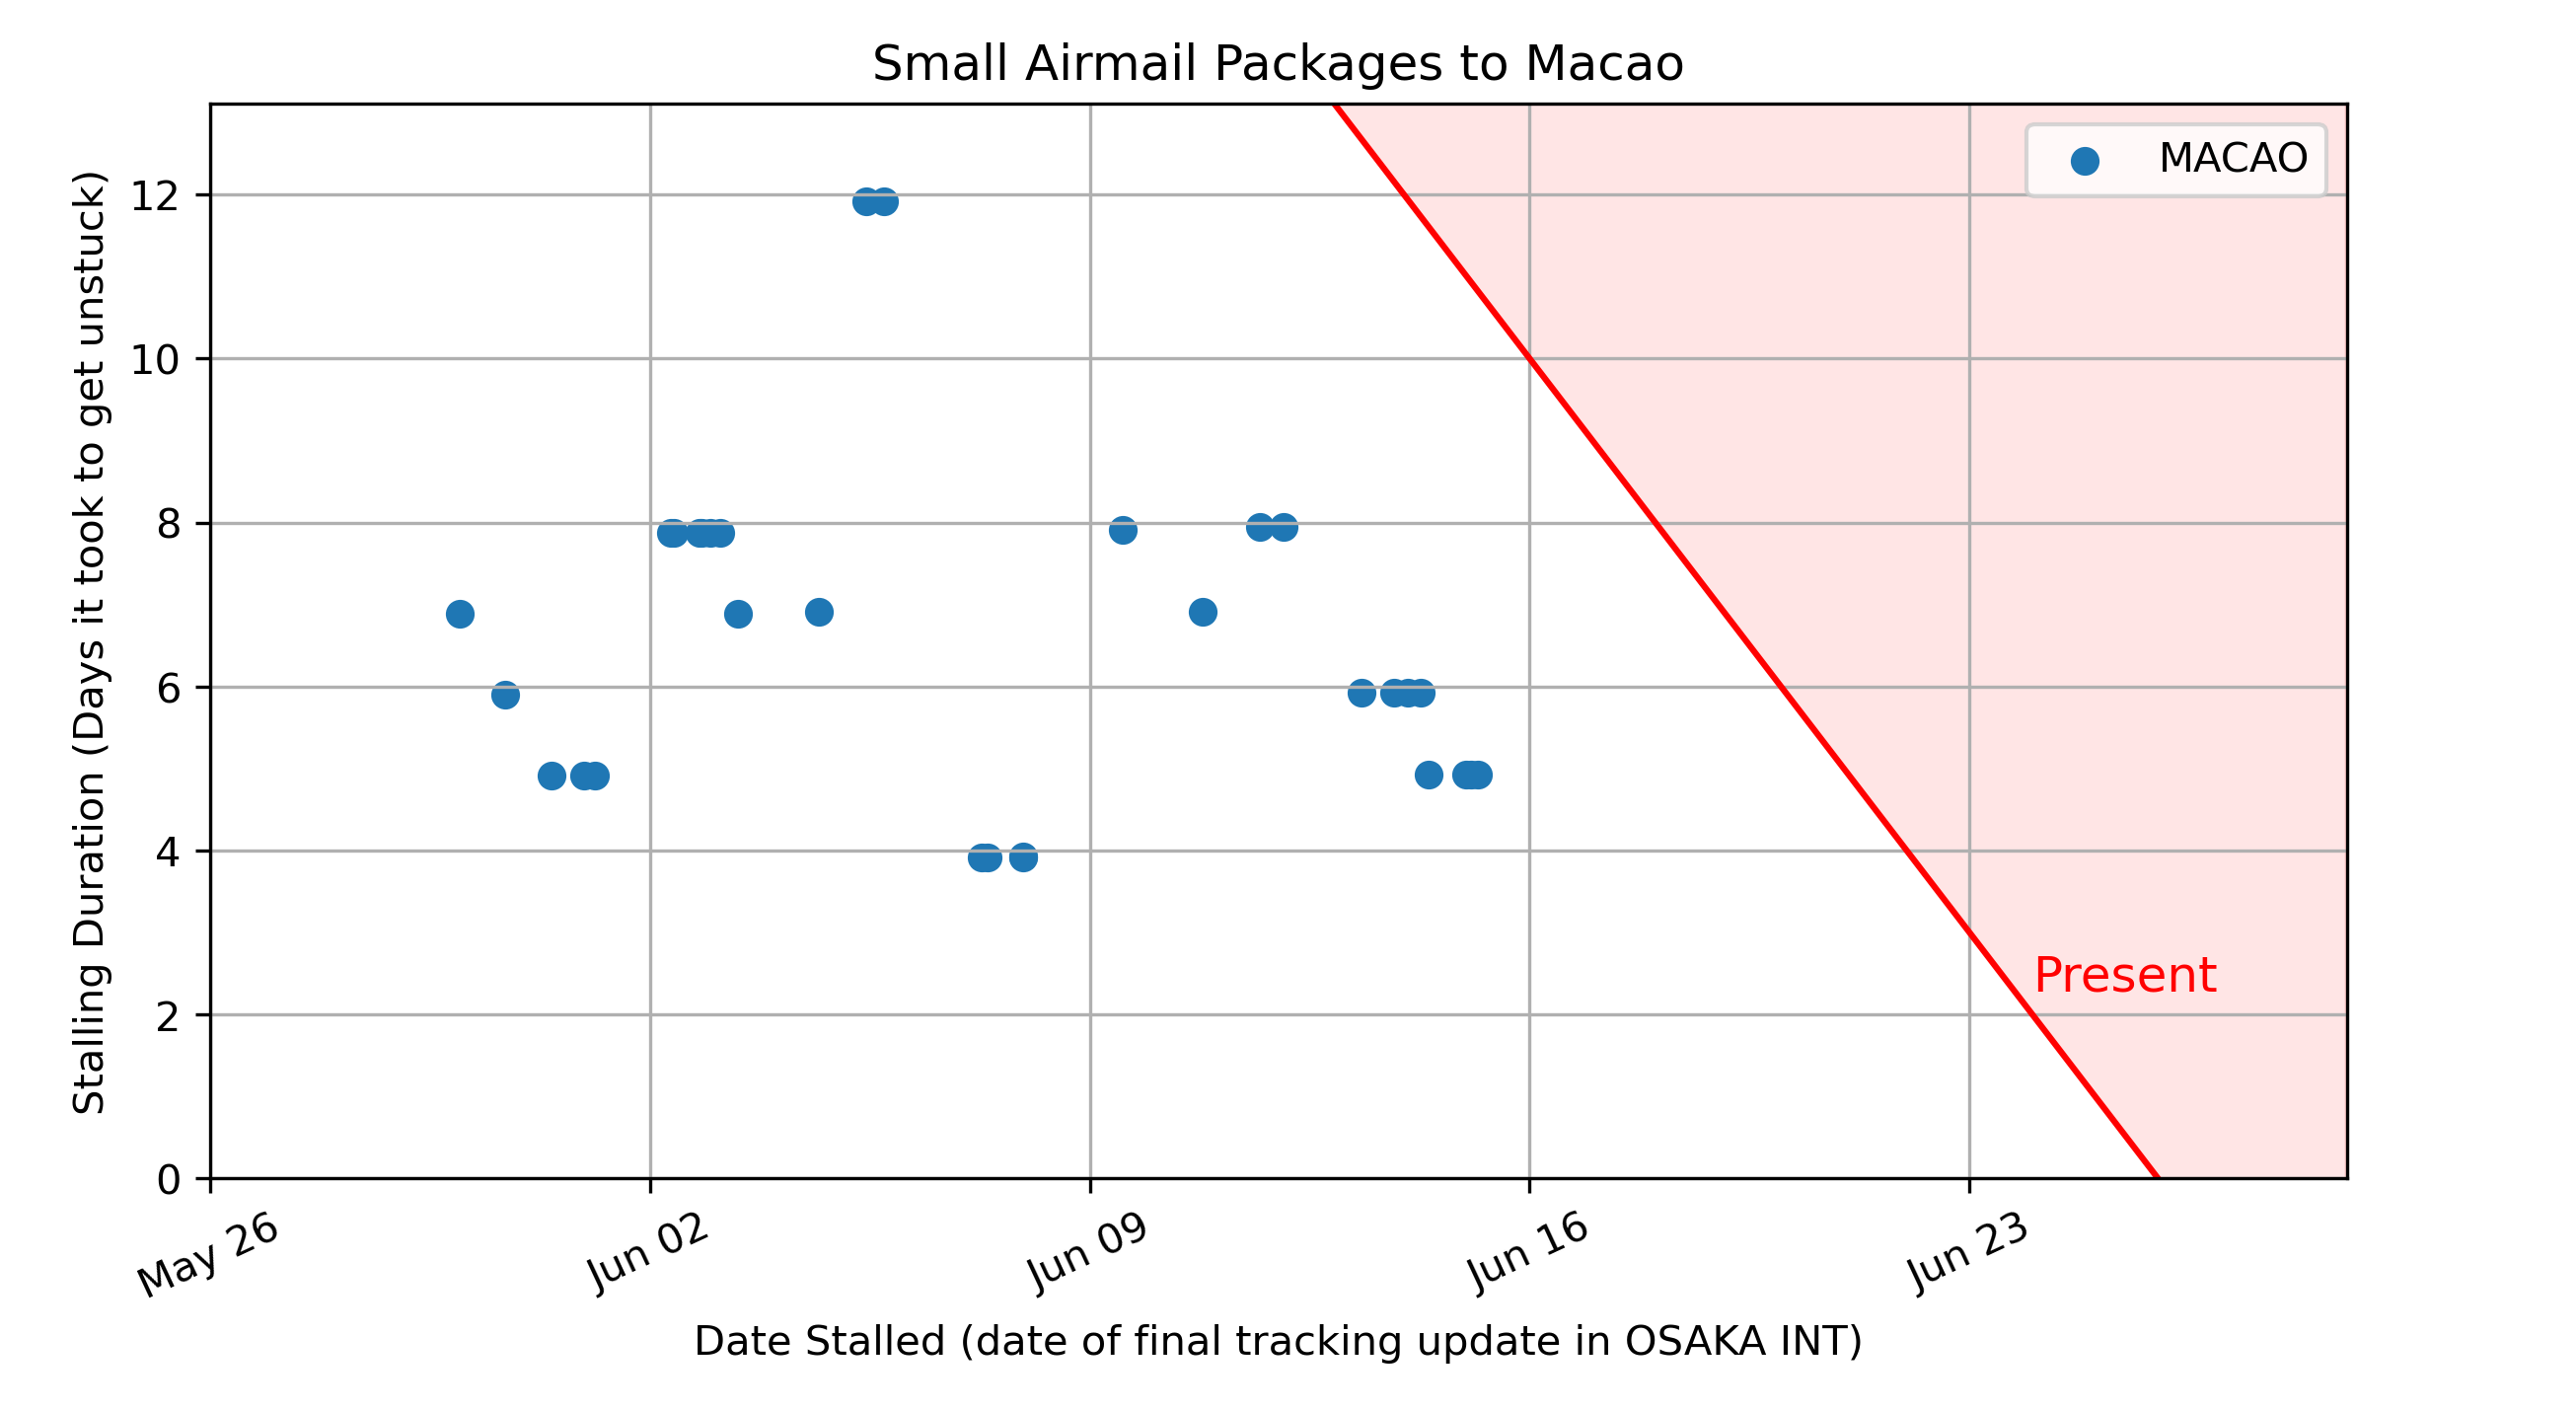 Small Airmail Packages to Macao
MACAO
Stalling Duration (Days it took to get unstuck)
12
10
8
6
4
2
0
Present
May 26
Jun 02
Jun 09
Jun 16
Jun 23
Date Stalled (date of final tracking update in OSAKA INT)